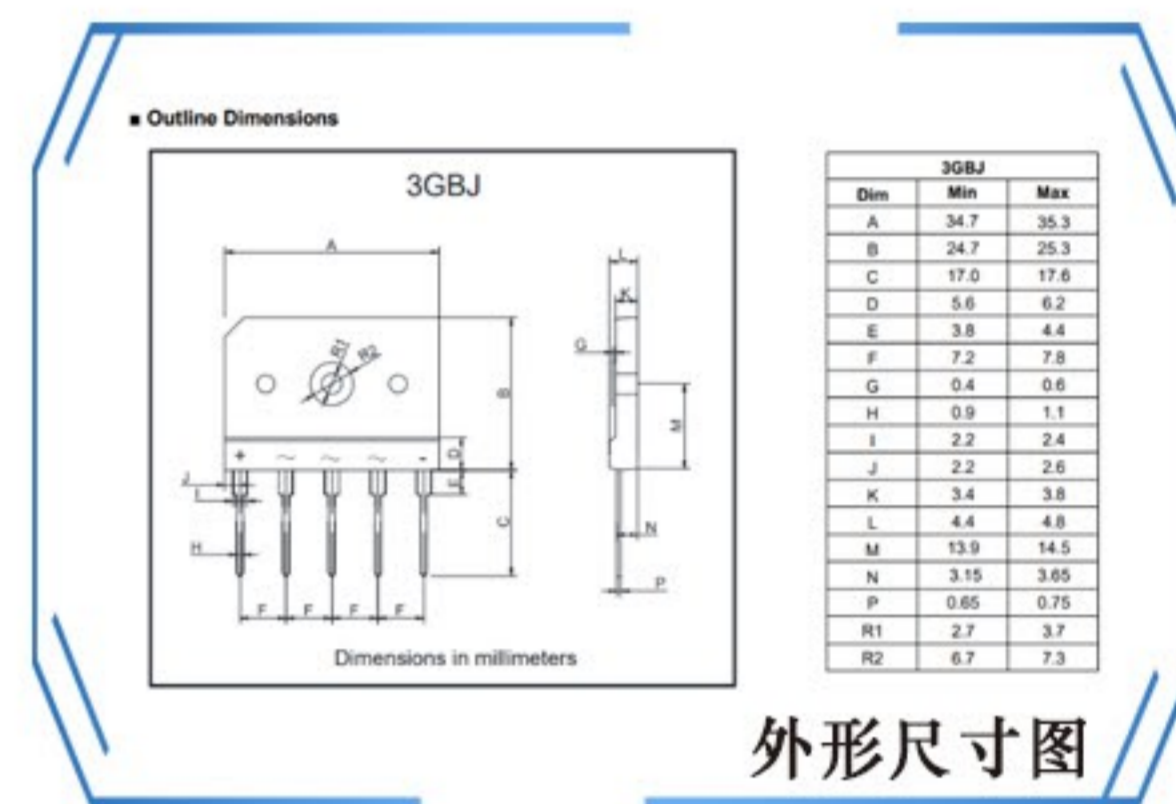 ■ Outline Dimensions
3GBJ
A
L
K
G
R1
R2
B
M
+ ~ ~ ~ -
D
J
E
I
C
N
H
P
F F F F
Dimensions in millimeters
3GBJ
Dim Min Max
A 34.7 35.3
B 24.7 25.3
C 17.0 17.6
D 5.6 6.2
E 3.8 4.4
F 7.2 7.8
G 0.4 0.6
H 0.9 1.1
I 2.2 2.4
J 2.2 2.6
K 3.4 3.8
L 4.4 4.8
M 13.9 14.5
N 3.15 3.65
P 0.65 0.75
R1 2.7 3.7
R2 6.7 7.3
外形尺寸图